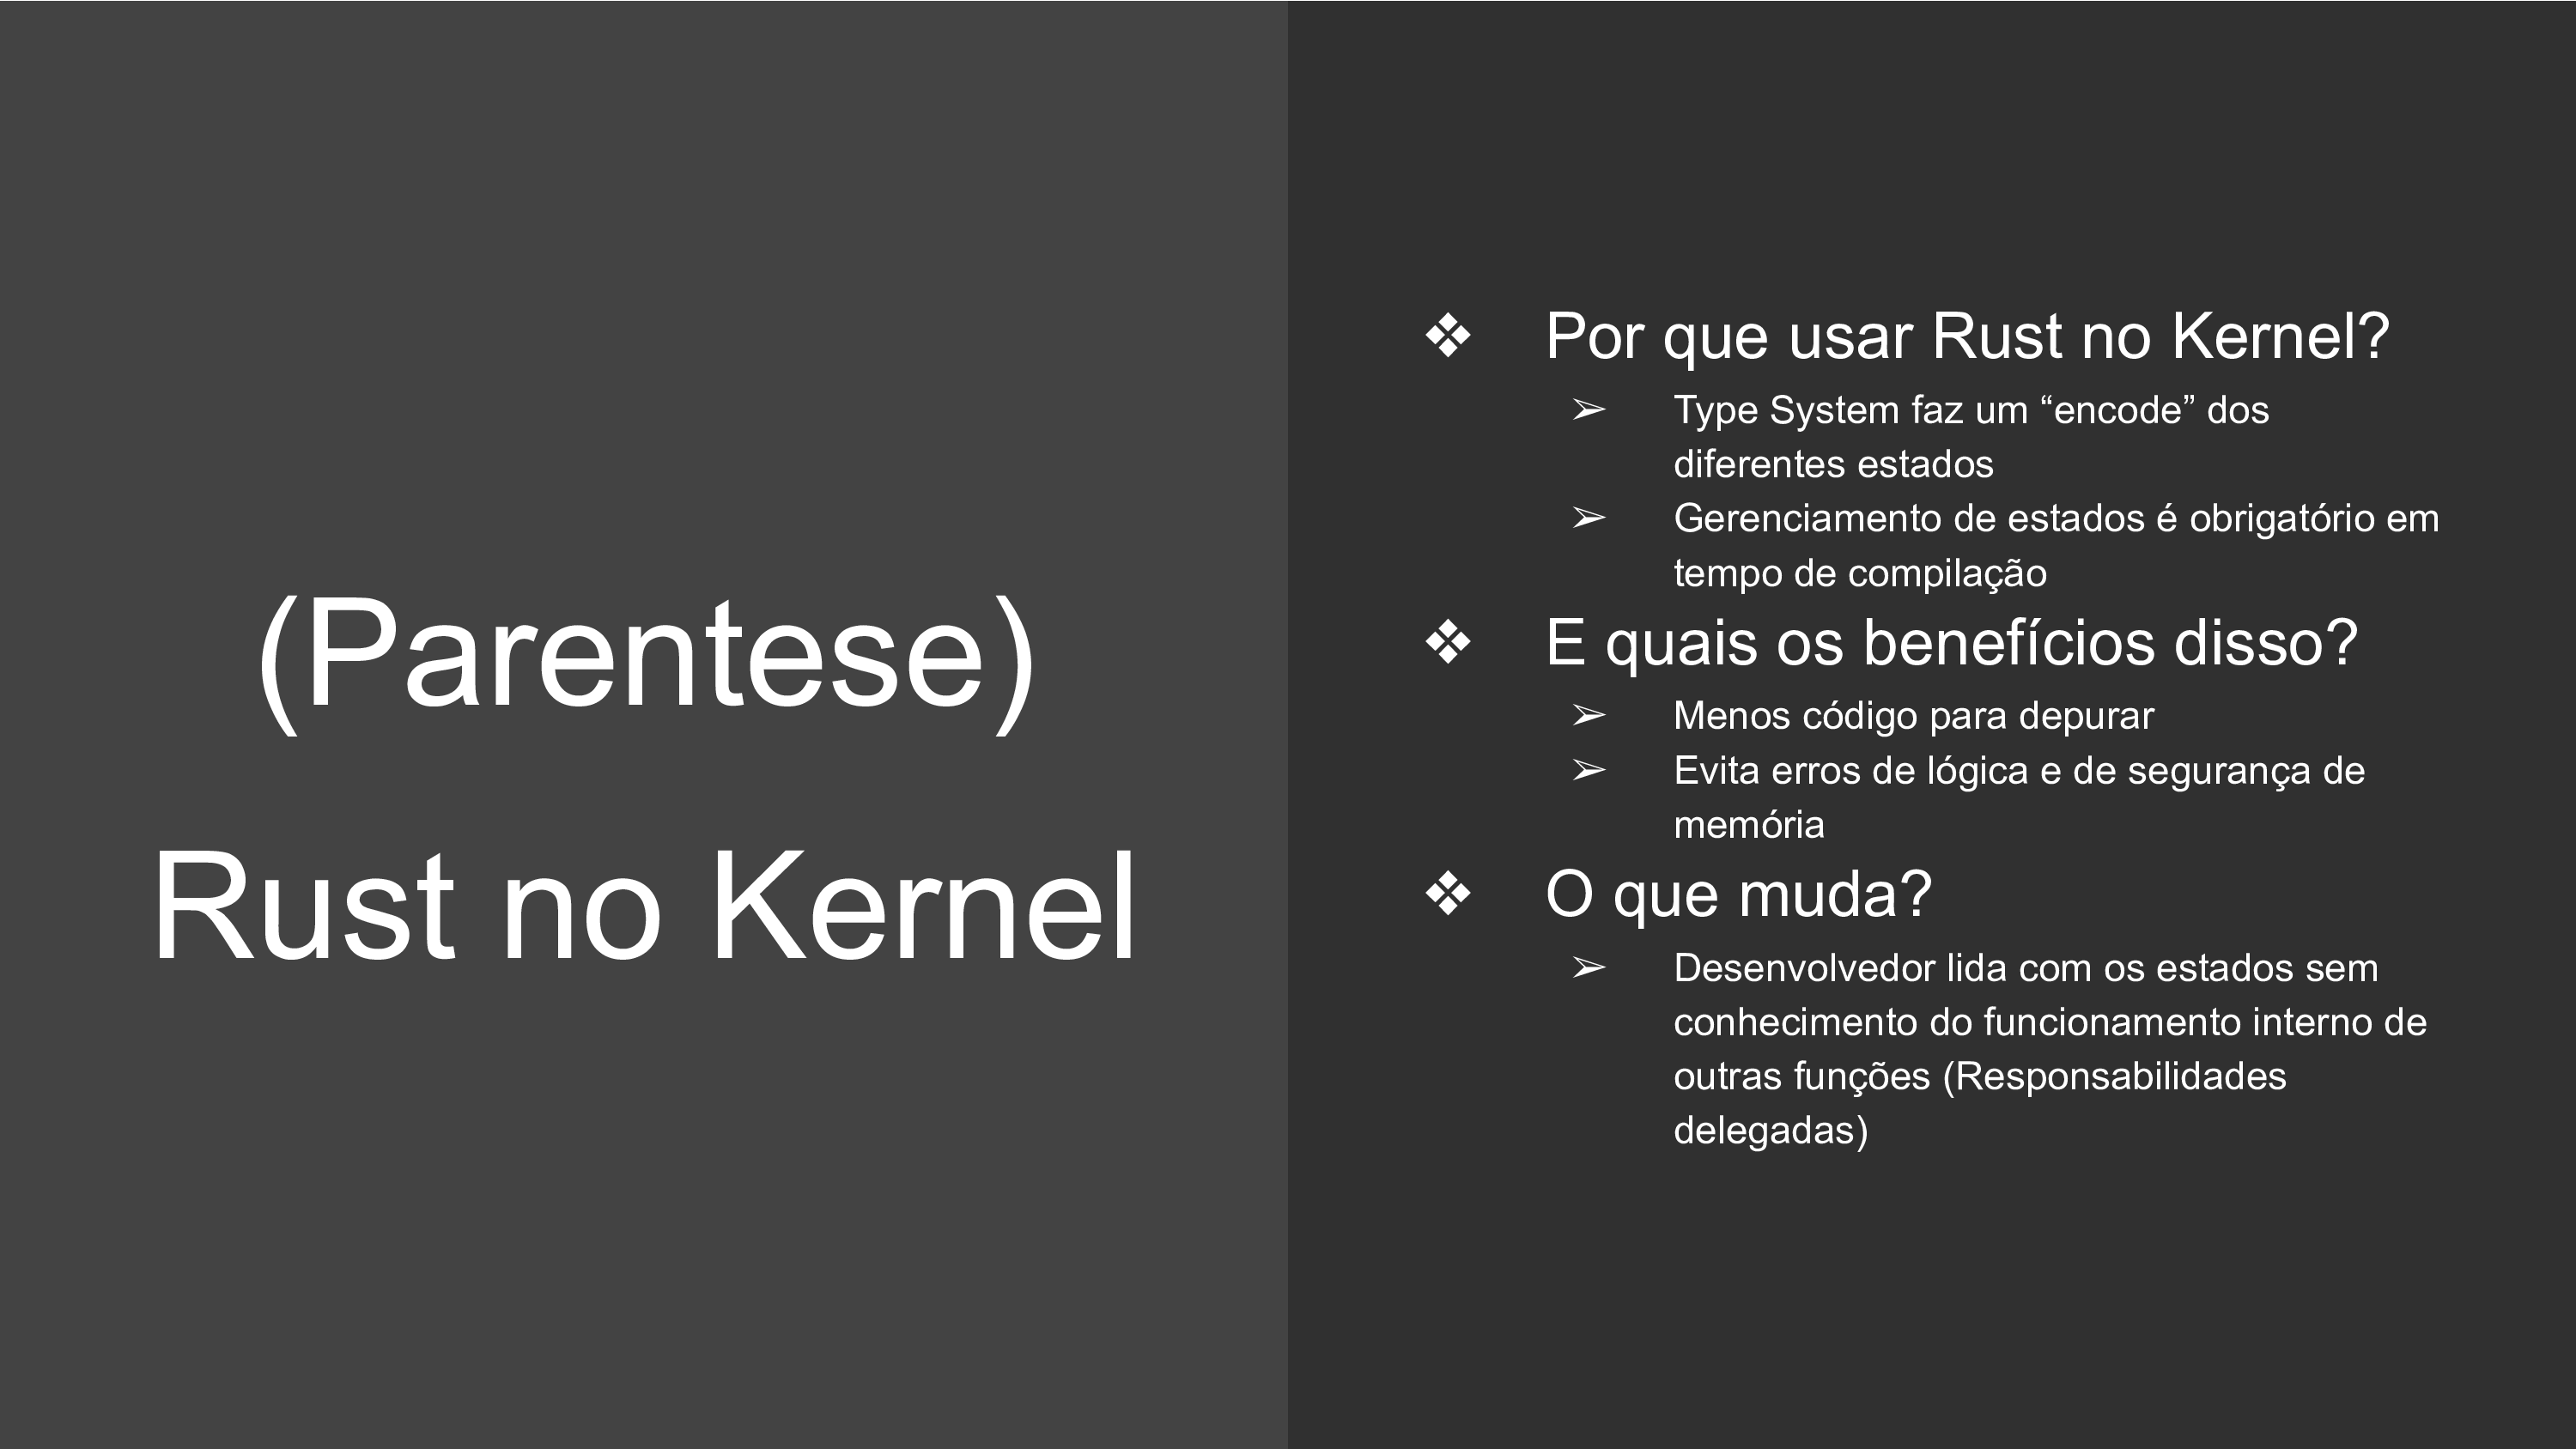 (Parentese)
Rust no Kernel
❖ Por que usar Rust no Kernel?
➢ Type System faz um “encode” dos
diferentes estados
➢ Gerenciamento de estados é obrigatório em
tempo de compilação
❖ E quais os benefícios disso?
➢ Menos código para depurar
➢ Evita erros de lógica e de segurança de
memória
❖ O que muda?
➢ Desenvolvedor lida com os estados sem
conhecimento do funcionamento interno de
outras funções (Responsabilidades
delegadas)